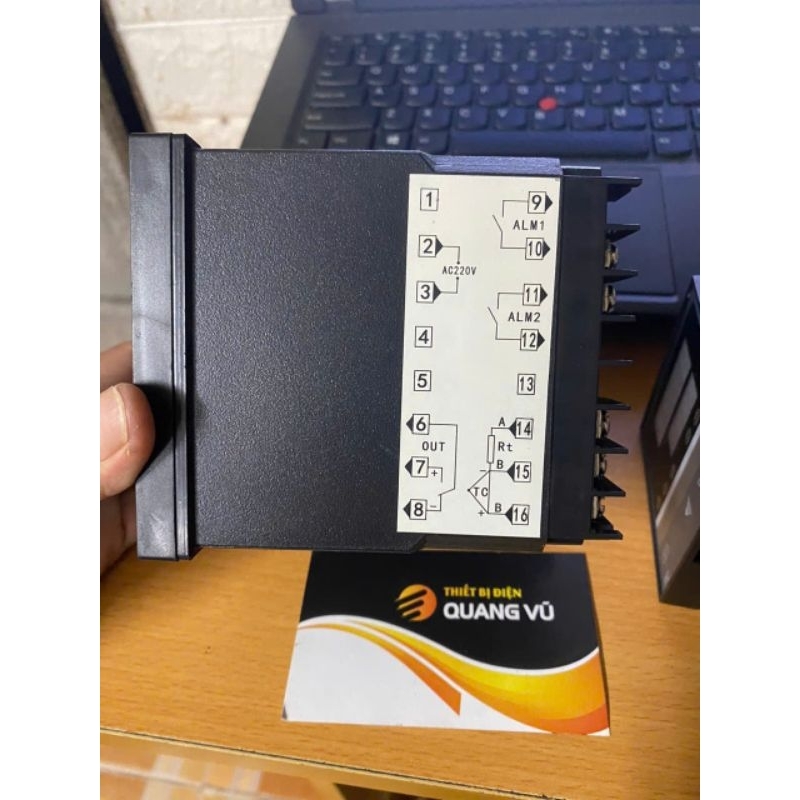 1
2
AC220V
3
4
5
6
OUT
7 +
8 −
9
ALM1
10
11
ALM2
12
13
A 14
Rt
− B 15
TC
+ B 16
THIẾT BỊ ĐIỆN
QUANG VŨ